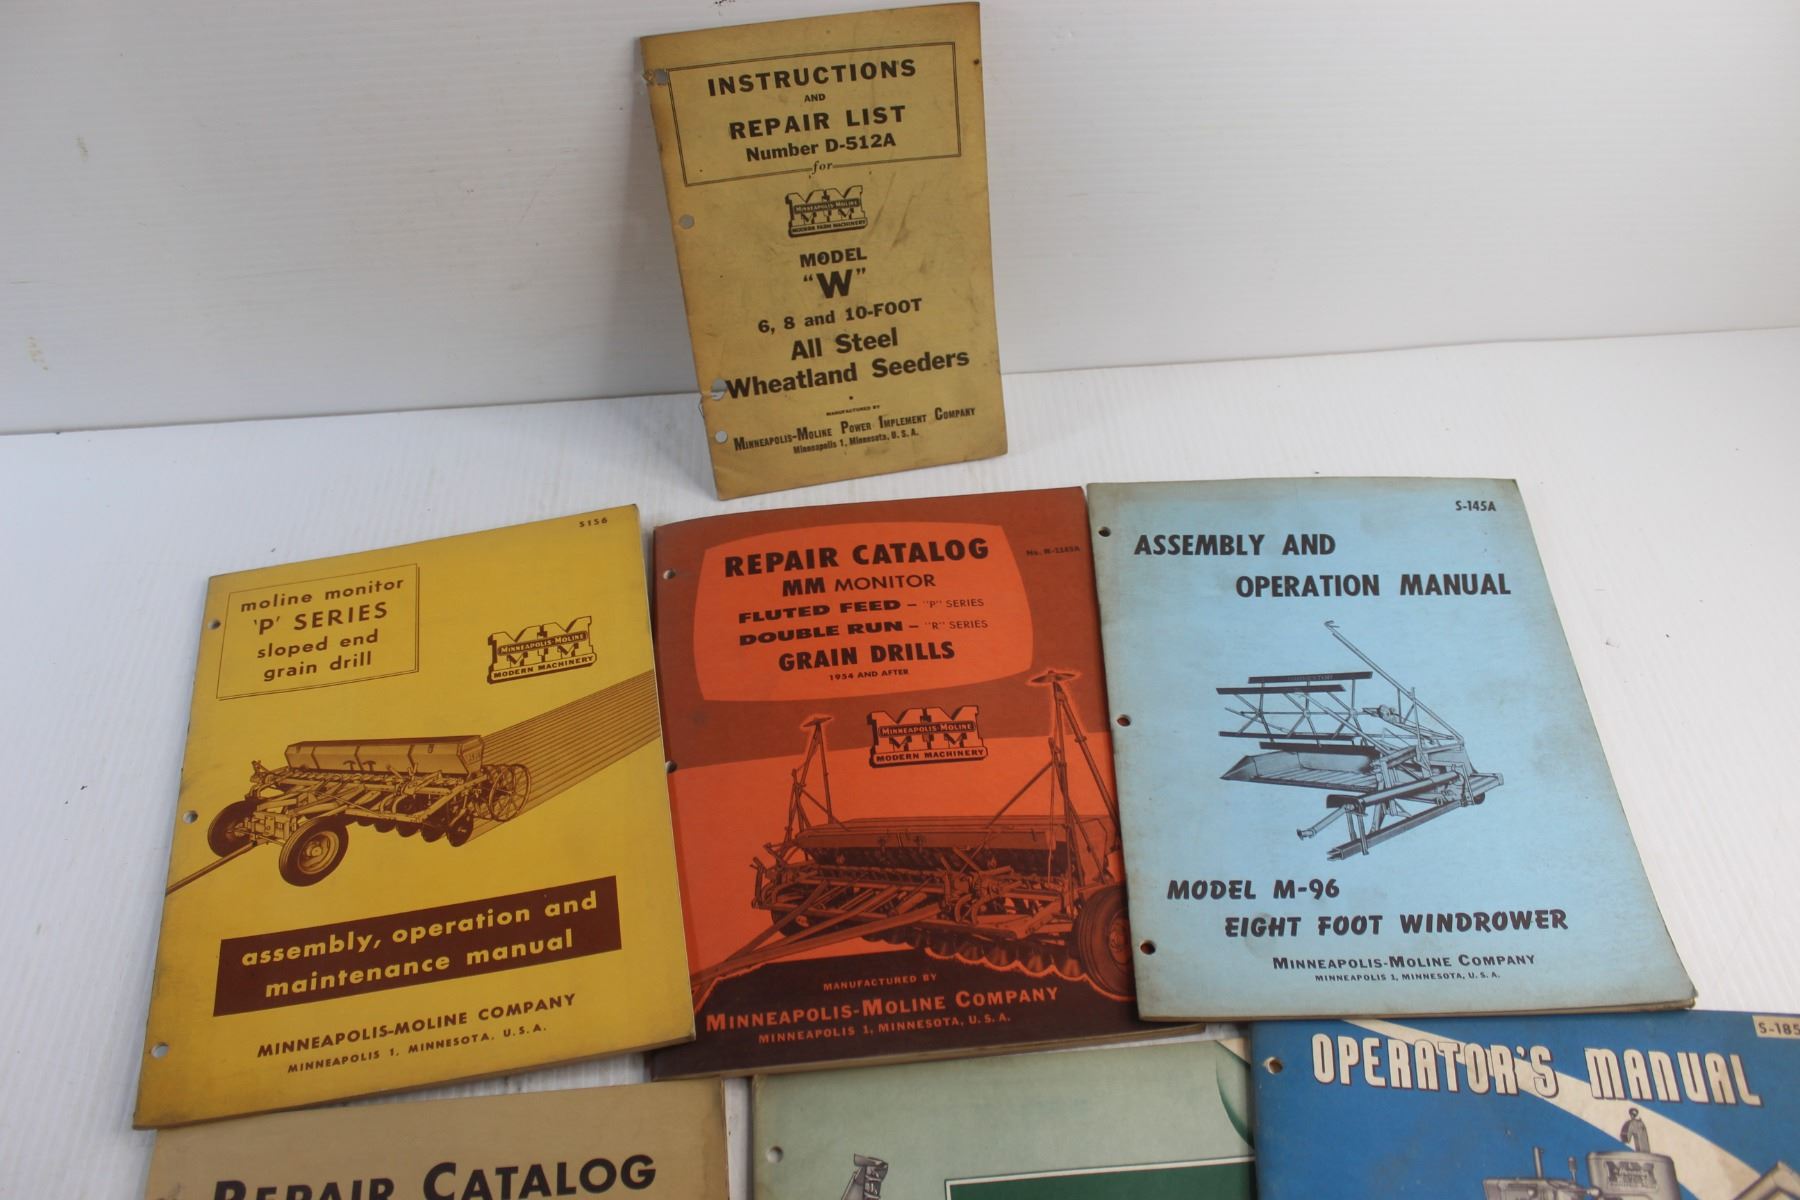 INSTRUCTIONS
AND
REPAIR LIST
Number D-512A
for
MM
MINNEAPOLIS-MOLINE
MODERN FARM MACHINERY
MODEL
"W"
6, 8 and 10-FOOT
All Steel
Wheatland Seeders
MANUFACTURED BY
MINNEAPOLIS-MOLINE POWER IMPLEMENT COMPANY
Minneapolis 1, Minnesota, U. S. A.
S156
moline monitor
'P' SERIES
sloped end
grain drill
MM
MINNEAPOLIS-MOLINE
MODERN MACHINERY
assembly, operation and
maintenance manual
MINNEAPOLIS-MOLINE COMPANY
MINNEAPOLIS 1, MINNESOTA, U. S. A.
REPAIR CATALOG
No. R-1145A
MM MONITOR
FLUTED FEED - "P" SERIES
DOUBLE RUN - "R" SERIES
GRAIN DRILLS
1954 AND AFTER
MM
MINNEAPOLIS-MOLINE
MODERN MACHINERY
MANUFACTURED BY
MINNEAPOLIS-MOLINE COMPANY
MINNEAPOLIS 1, MINNESOTA, U. S. A.
S-145A
ASSEMBLY AND
OPERATION MANUAL
MODEL M-96
EIGHT FOOT WINDROWER
MINNEAPOLIS-MOLINE COMPANY
MINNEAPOLIS 1, MINNESOTA, U. S. A.
REPAIR CATALOG
S-185
OPERATOR'S MANUAL